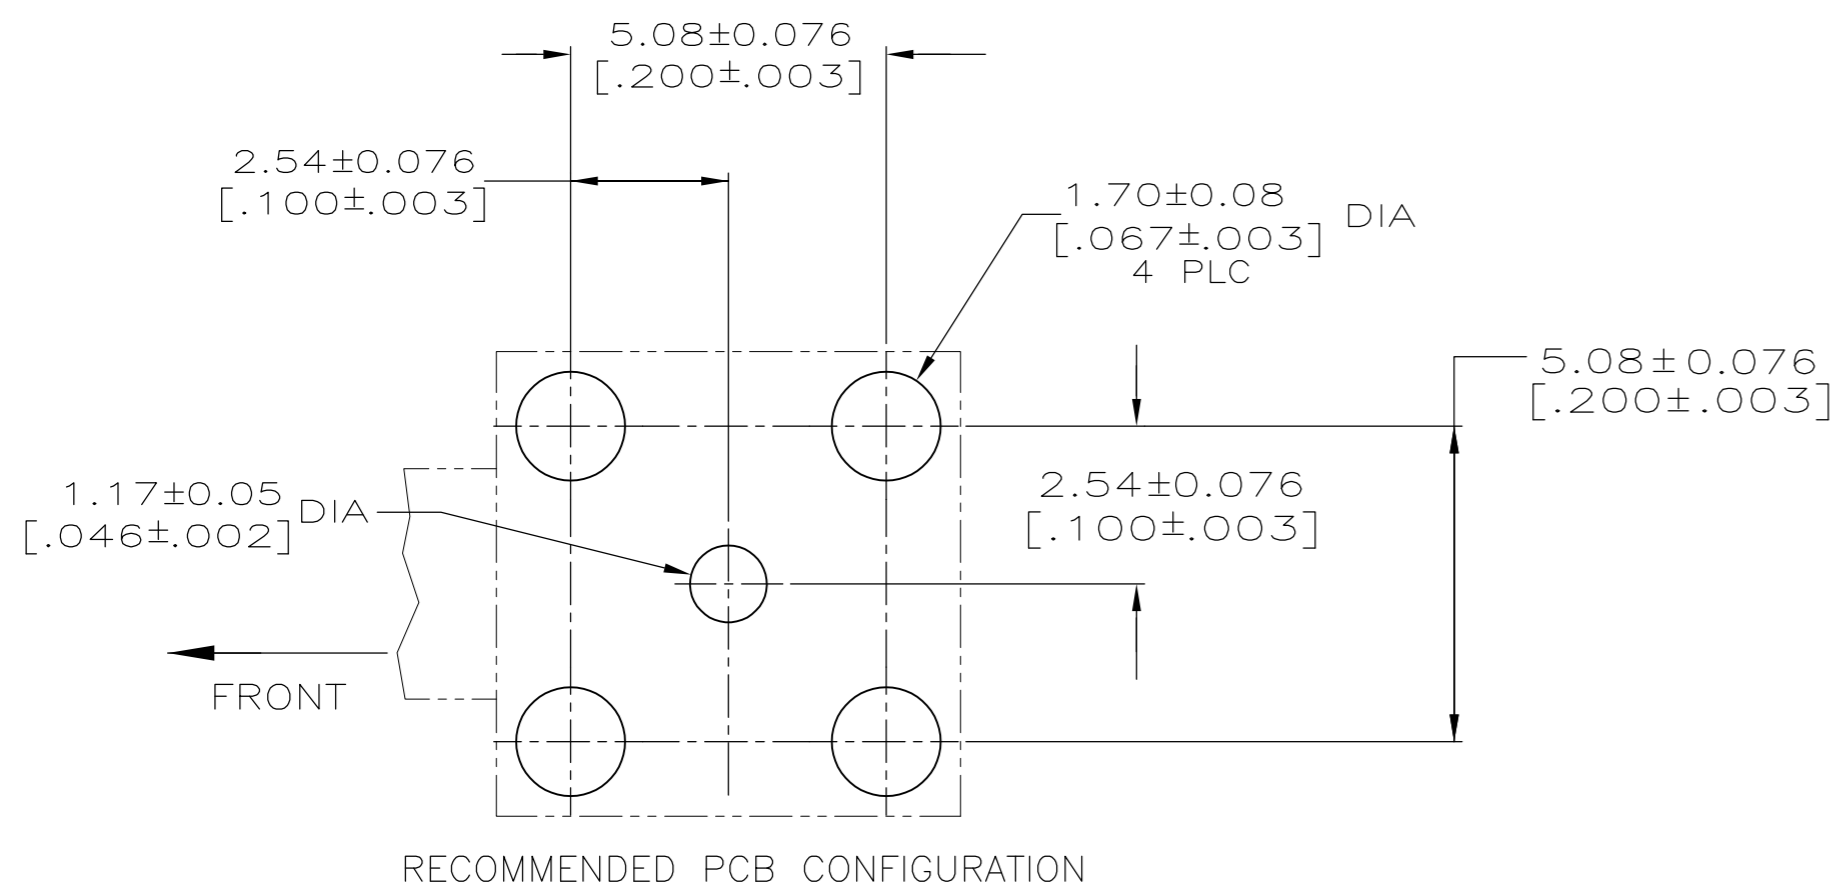 5.08±0.076
[.200±.003]
2.54±0.076
[.100±.003]
1.70±0.08
[.067±.003] DIA
4 PLC
5.08±0.076
[.200±.003]
2.54±0.076
[.100±.003]
1.17±0.05
[.046±.002] DIA
FRONT
RECOMMENDED PCB CONFIGURATION